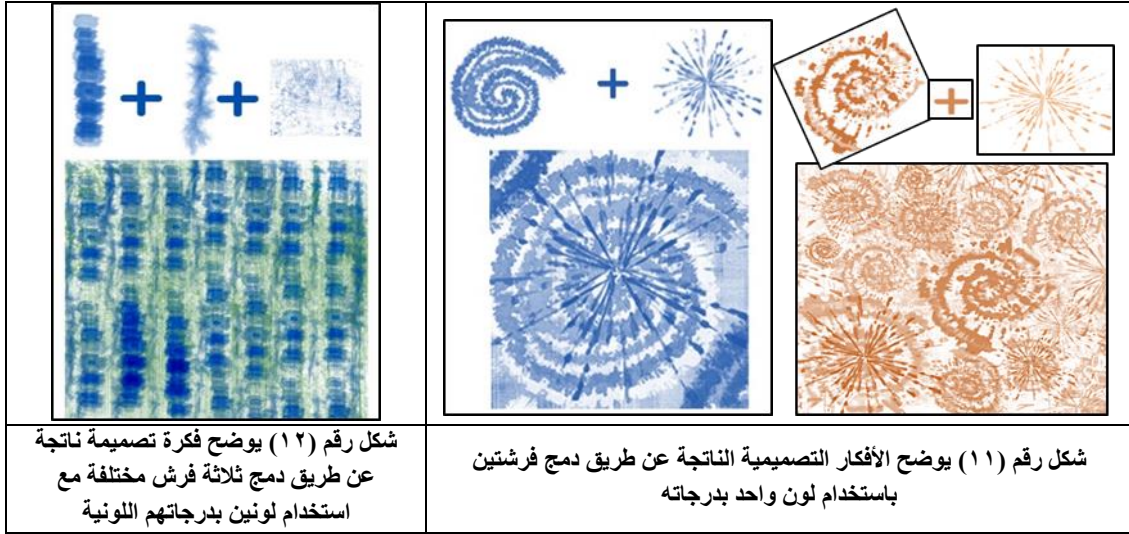 شكل رقم (١١) يوضح الأفكار التصميمية الناتجة عن طريق دمج فرشتين
باستخدام لون واحد بدرجاته
شكل رقم (١٢) يوضح فكرة تصميمة ناتجة
عن طريق دمج ثلاثة فرش مختلفة مع
استخدام لونين بدرجاتهم اللونية